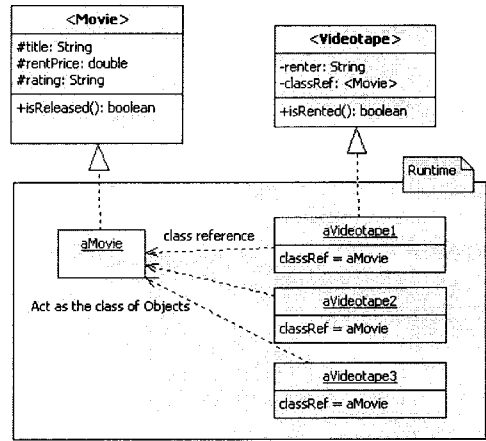 <Movie>
#title: String
#rentPrice: double
#rating: String
+isReleased(): boolean
<Videotape>
-renter: String
-classRef: <Movie>
+isRented(): boolean
Runtime
aMovie
class reference
Act as the class of Objects
aVideotape1
classRef = aMovie
aVideotape2
classRef = aMovie
aVideotape3
classRef = aMovie